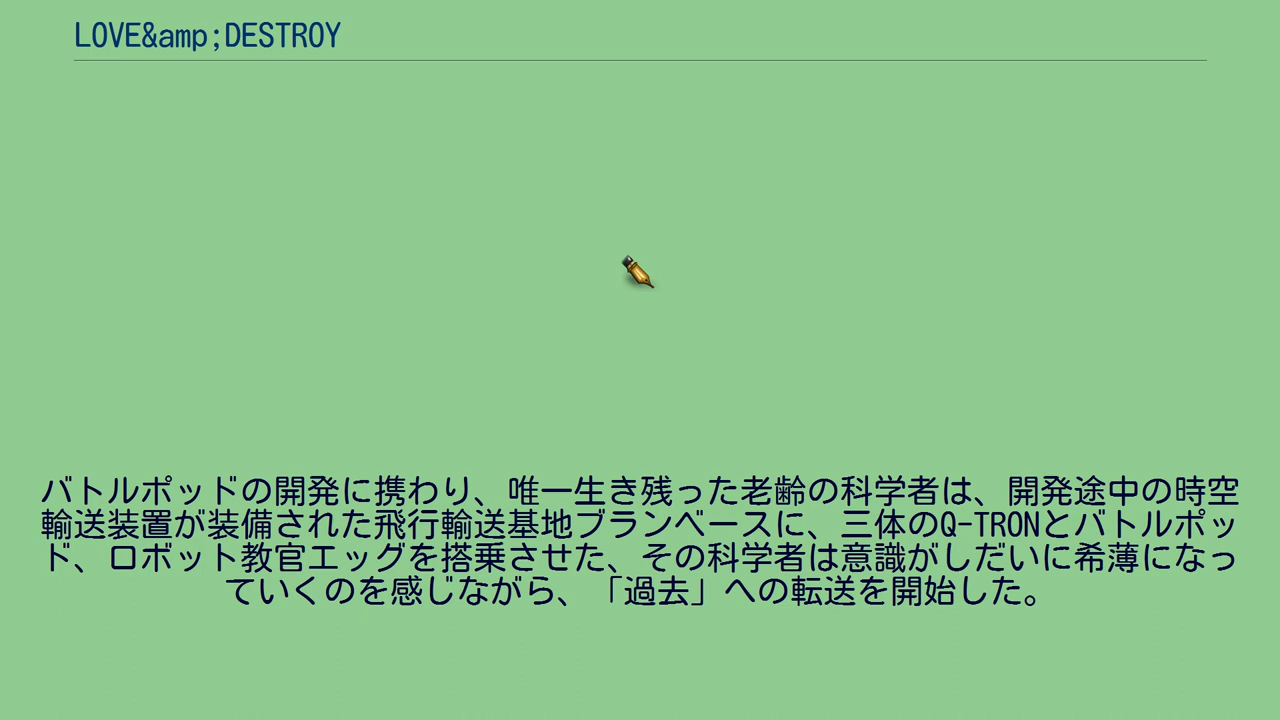 LOVE&amp;DESTROY
バトルポッドの開発に携わり、唯一生き残った老齢の科学者は、開発途中の時空
輸送装置が装備された飛行輸送基地ブランベースに、三体のQ-TRONとバトルポッ
ド、ロボット教官エッグを搭乗させた、その科学者は意識がしだいに希薄になっ
ていくのを感じながら、「過去」への転送を開始した。